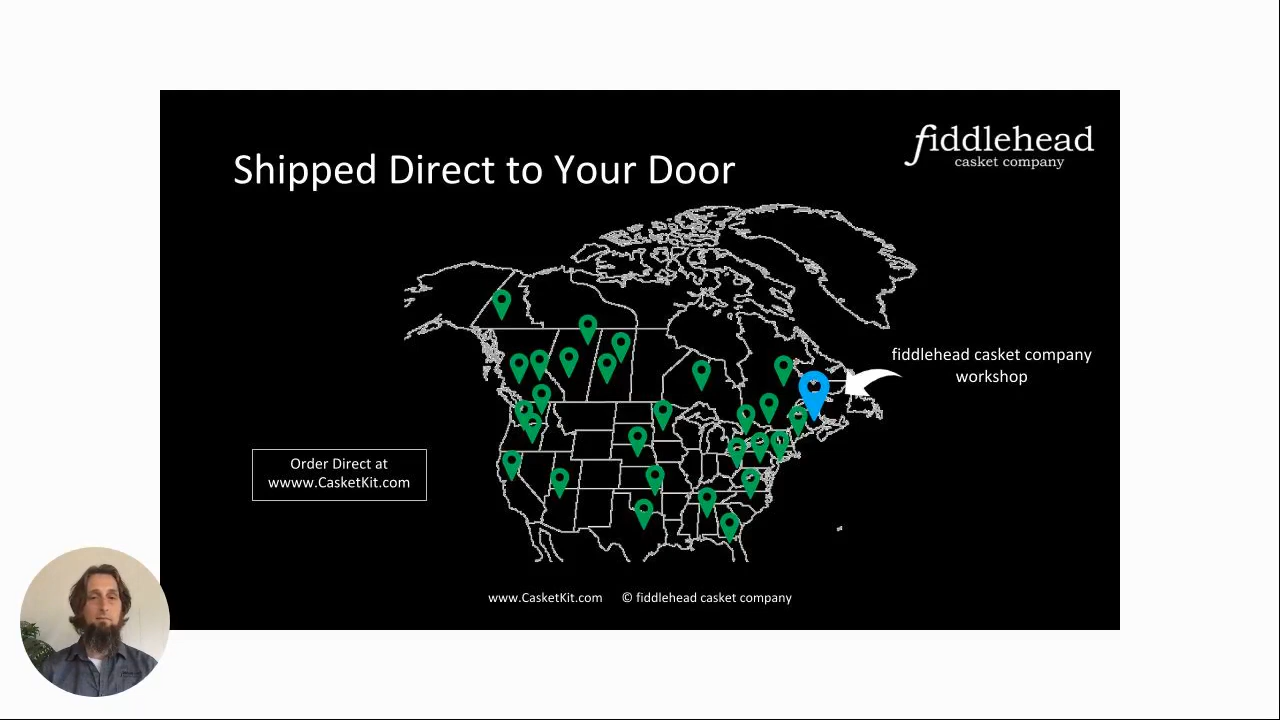 fiddlehead
casket company
Shipped Direct to Your Door
fiddlehead casket company
workshop
Order Direct at
wwww.CasketKit.com
www.CasketKit.com © fiddlehead casket company